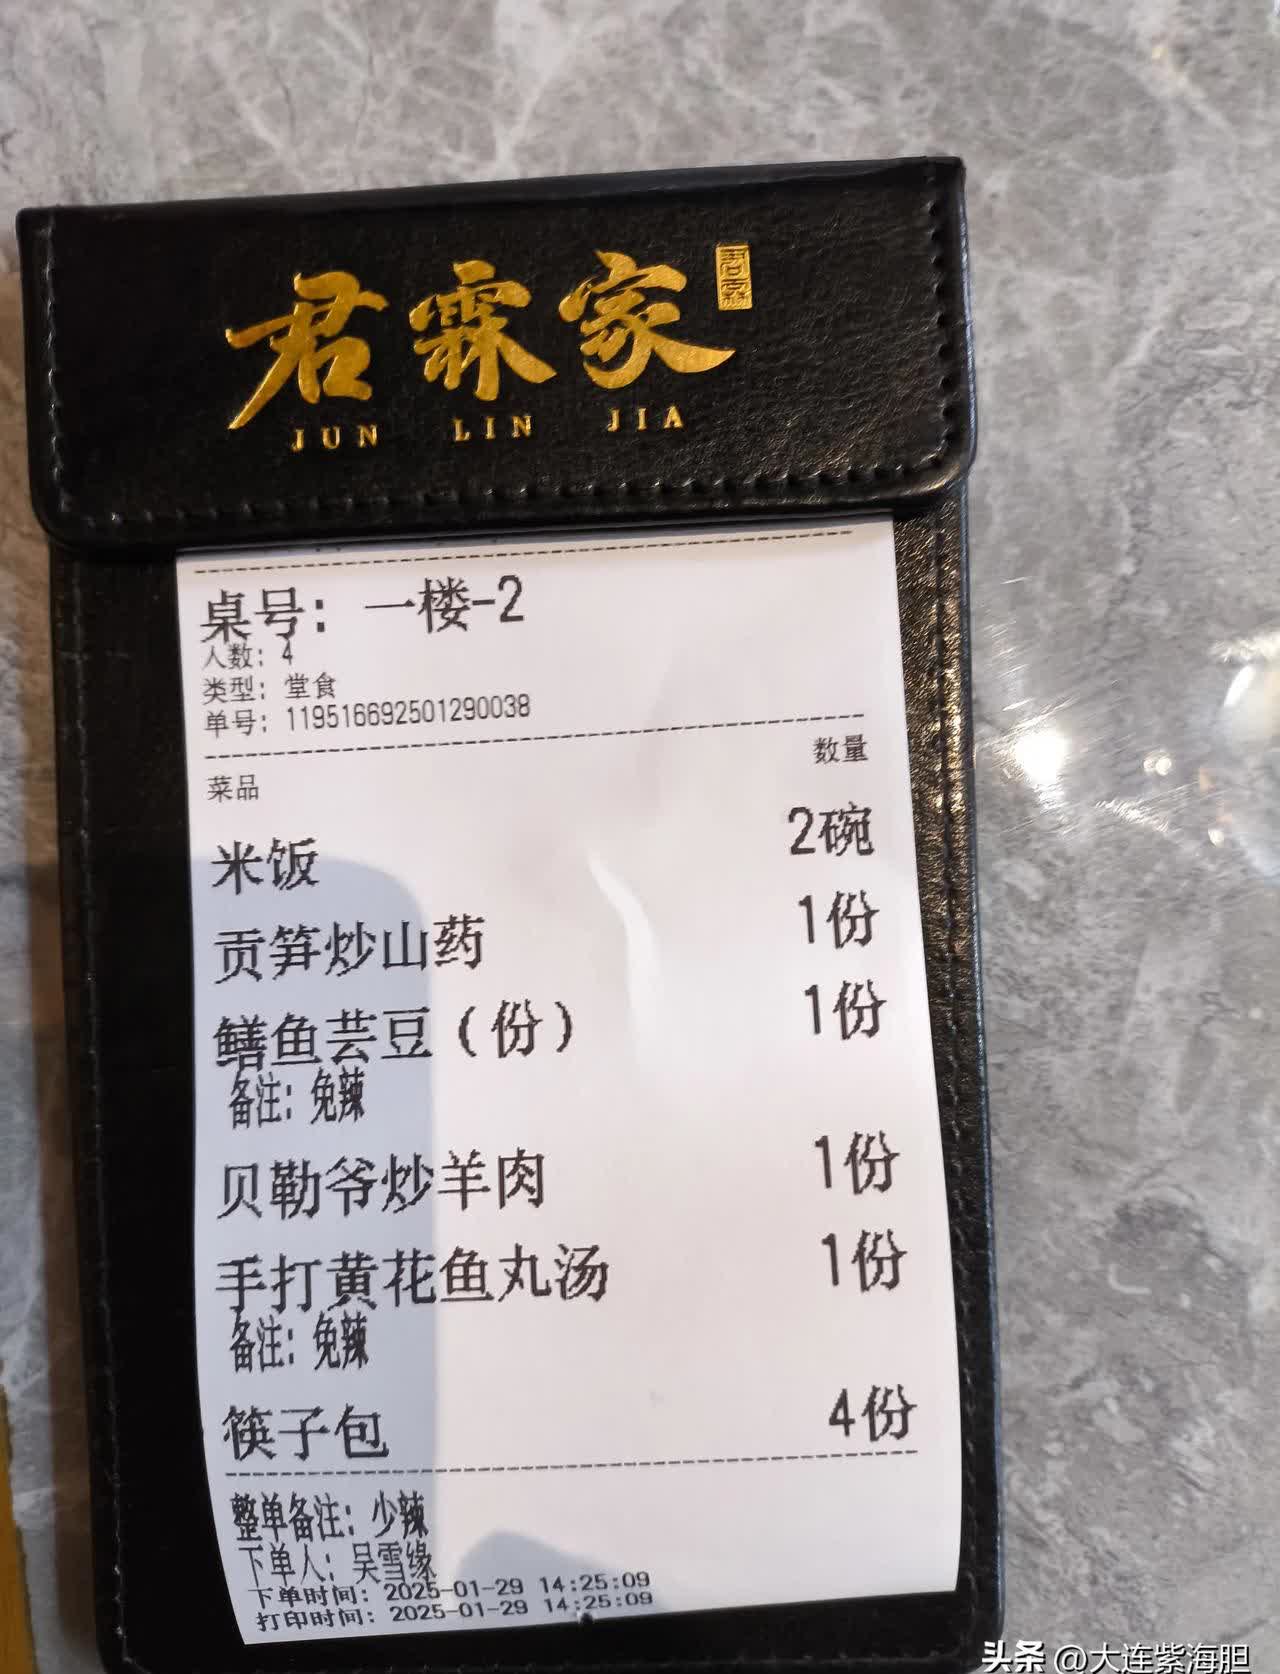 君霖家
JUN LIN JIA
桌号: 一楼-2
人数: 4
类型: 堂食
单号: 119516692501290038
菜品 数量
米饭 2碗
贡笋炒山药 1份
鳝鱼芸豆(份) 1份
备注: 免辣
贝勒爷炒羊肉 1份
手打黄花鱼丸汤 1份
备注: 免辣
筷子包 4份
整单备注: 少辣
下单人: 吴雪缘
下单时间: 2025-01-29 14:25:09
打印时间: 2025-01-29 14:25:09
头条 @大连紫海胆